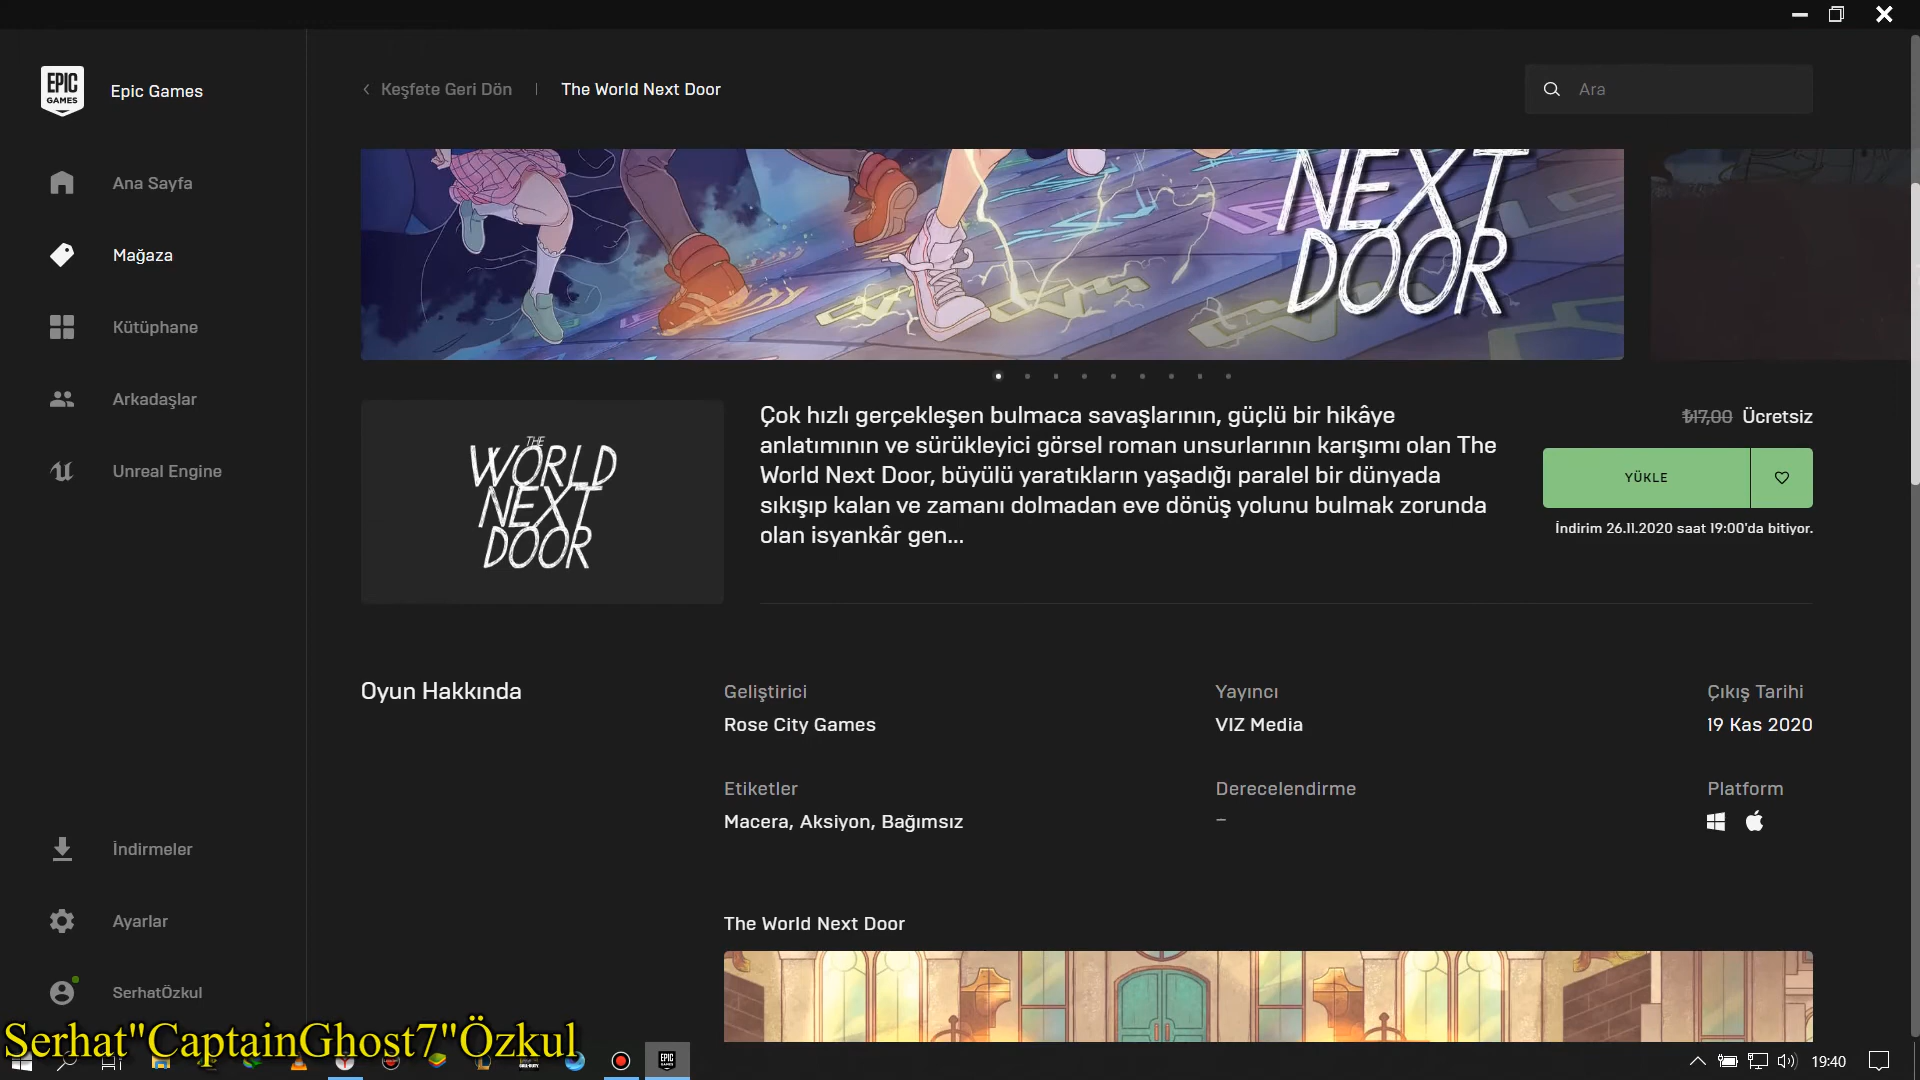 EPIC
GAMES
Epic Games
Keşfete Geri Dön
The World Next Door
Ara
Ana Sayfa
Mağaza
Kütüphane
Arkadaşlar
Unreal Engine
NEXT
DOOR
THE
WORLD
NEXT
DOOR
Çok hızlı gerçekleşen bulmaca savaşlarının, güçlü bir hikâye
anlatımının ve sürükleyici görsel roman unsurlarının karışımı olan The
World Next Door, büyülü yaratıkların yaşadığı paralel bir dünyada
sıkışıp kalan ve zamanı dolmadan eve dönüş yolunu bulmak zorunda
olan isyankâr gen...
₺17,00 Ücretsiz
YÜKLE
İndirim 26.11.2020 saat 19:00'da bitiyor.
Oyun Hakkında
Geliştirici
Rose City Games
Yayıncı
VIZ Media
Çıkış Tarihi
19 Kas 2020
Etiketler
Macera, Aksiyon, Bağımsız
Derecelendirme
–
Platform
The World Next Door
İndirmeler
Ayarlar
SerhatÖzkul
Serhat"CaptainGhost7"Özkul
EPIC
GAMES
19:40